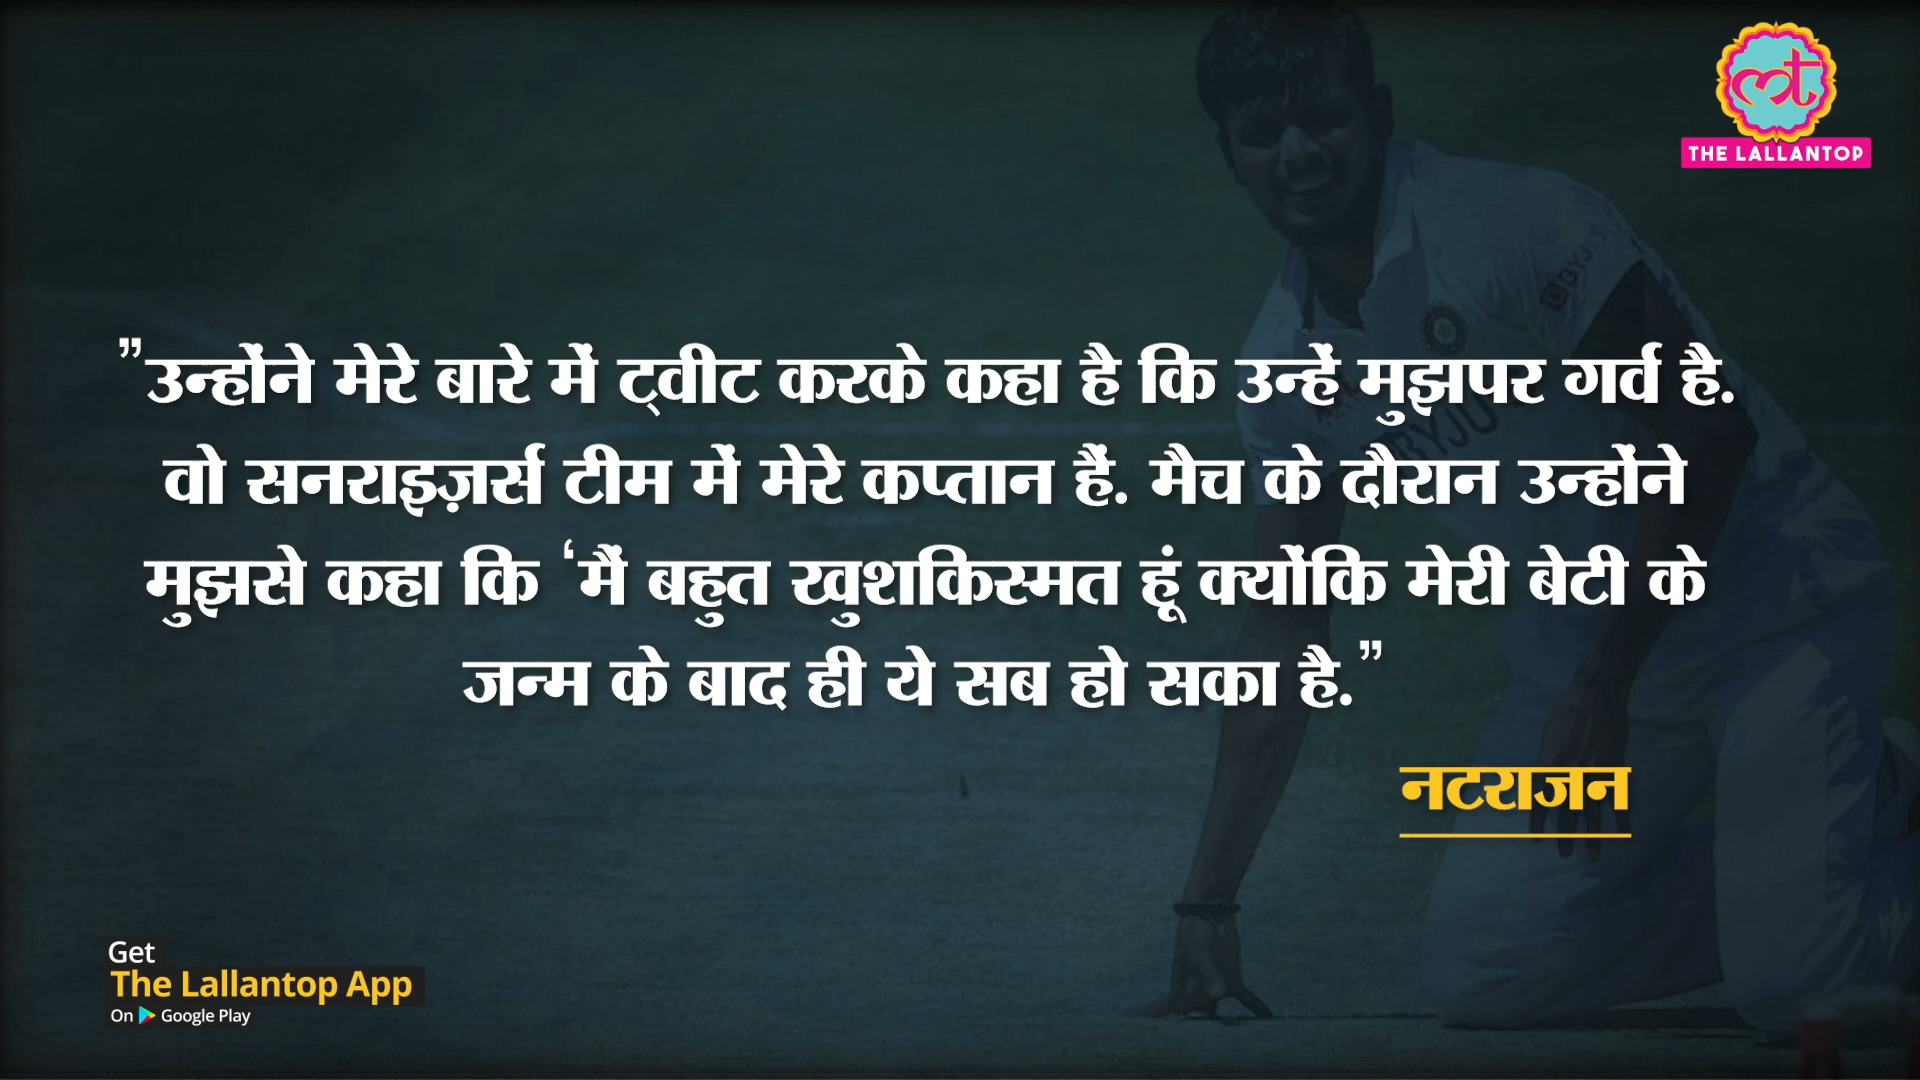 THE LALLANTOP
"उन्होंने मेरे बारे में ट्वीट करके कहा है कि उन्हें मुझपर गर्व है.
वो सनराइज़र्स टीम में मेरे कप्तान हैं. मैच के दौरान उन्होंने
मुझसे कहा कि ‘मैं बहुत खुशकिस्मत हूं क्योंकि मेरी बेटी के
जन्म के बाद ही ये सब हो सका है.”
नटराजन
Get
The Lallantop App
On Google Play